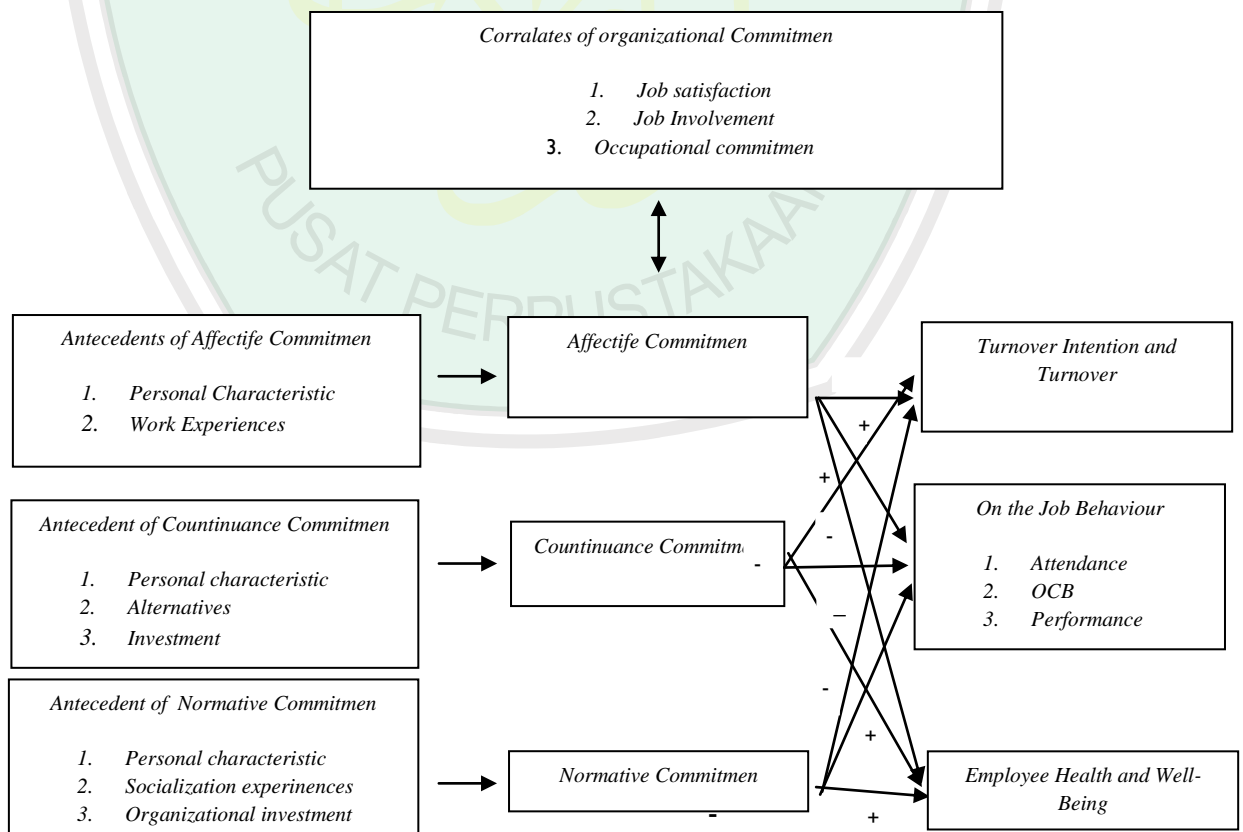 Corralates of organizational Commitmen
1. Job satisfaction
2. Job Involvement
3. Occupational commitmen
PUSAT PERPUSTAKAA
Antecedents of Affectife Commitmen
1. Personal Characteristic
2. Work Experiences
Affectife Commitmen
Turnover Intention and
Turnover
+
+
-
Antecedent of Countinuance Commitmen
1. Personal characteristic
2. Alternatives
3. Investment
Countinuance Commitm
-
On the Job Behaviour
1. Attendance
2. OCB
3. Performance
–
-
+
Antecedent of Normative Commitmen
1. Personal characteristic
2. Socialization experinences
3. Organizational investment
Normative Commitmen
-
+
Employee Health and Well-
Being